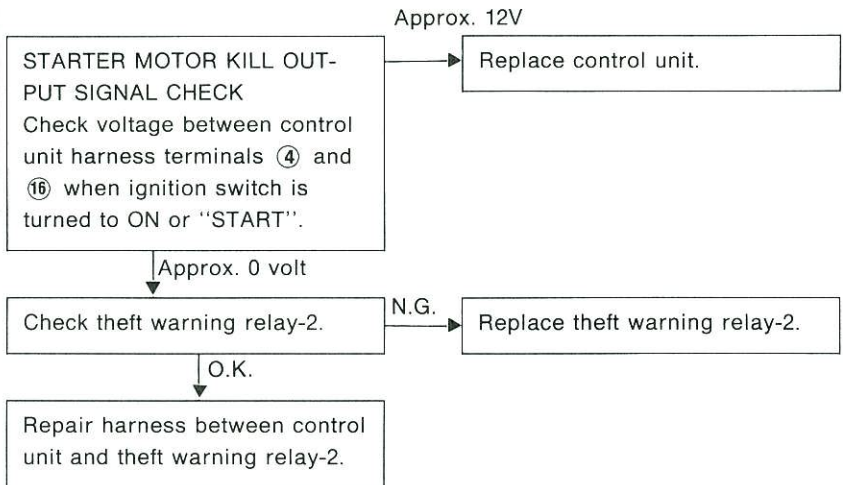 Approx. 12V
STARTER MOTOR KILL OUT-
PUT SIGNAL CHECK
Check voltage between control
unit harness terminals ④ and
⑯ when ignition switch is
turned to ON or "START".
Replace control unit.
Approx. 0 volt
Check theft warning relay-2.
N.G.
Replace theft warning relay-2.
O.K.
Repair harness between control
unit and theft warning relay-2.